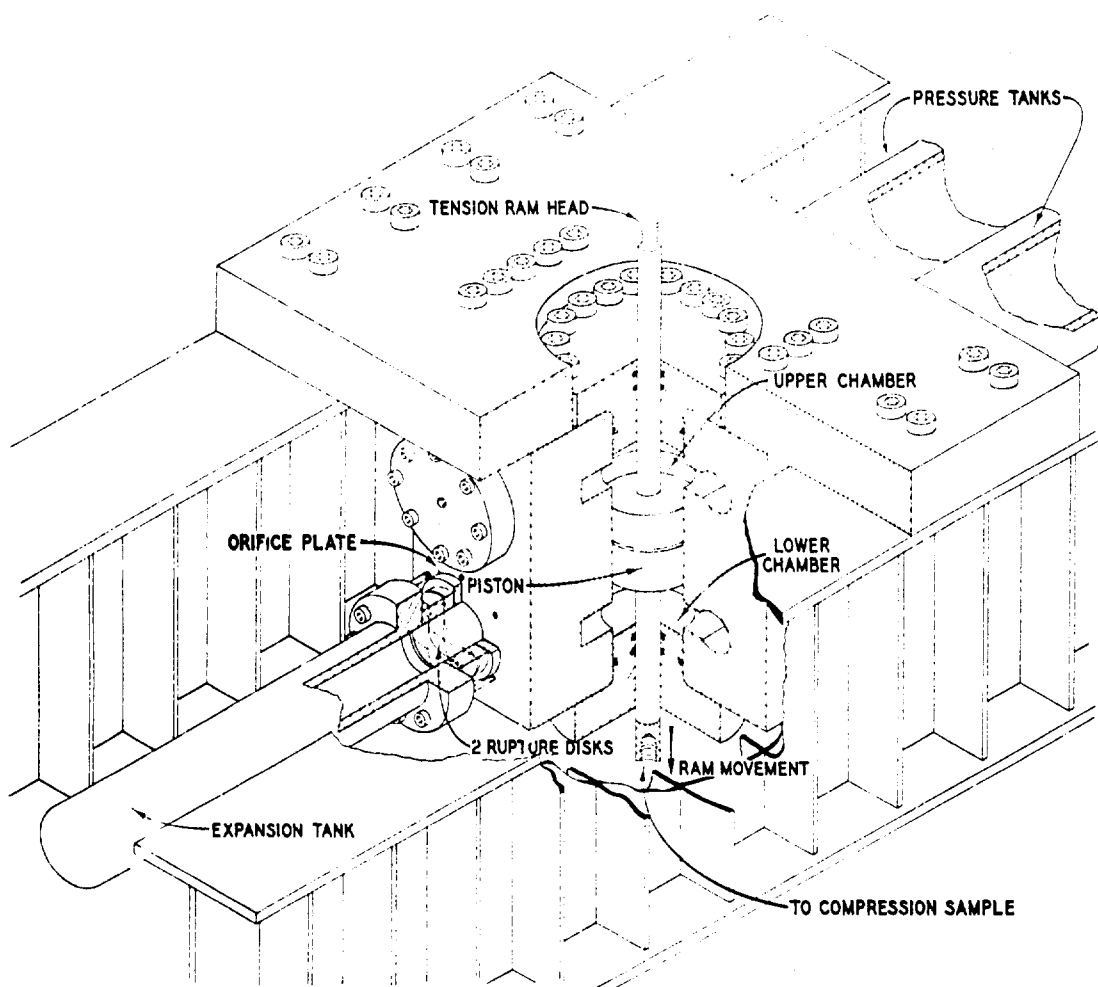 PRESSURE TANKS
TENSION RAM HEAD
UPPER CHAMBER
ORIFICE PLATE
PISTON
LOWER
CHAMBER
2 RUPTURE DISKS
RAM MOVEMENT
EXPANSION TANK
TO COMPRESSION SAMPLE